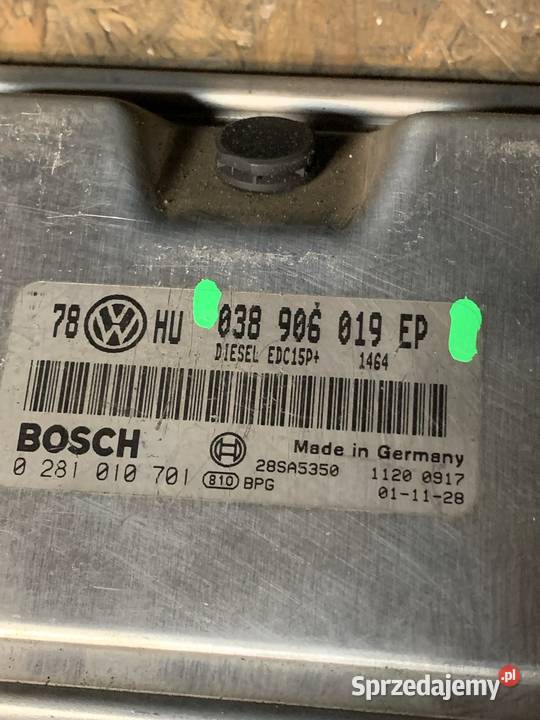 78 VW HU 038 906 019 EP
DIESEL EDC15P+ 1464
BOSCH Made in Germany
0 281 010 701 810 28SA5350 BPG 1120 0917
01-11-28
Sprzedajemy.pl